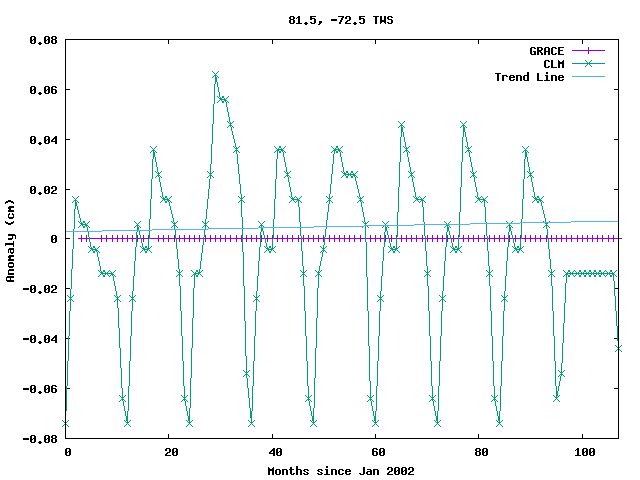 81.5, -72.5 TWS
GRACE
CLM
Trend Line
0.08
0.06
0.04
0.02
0
-0.02
-0.04
-0.06
-0.08
Anomaly (cm)
0 20 40 60 80 100
Months since Jan 2002